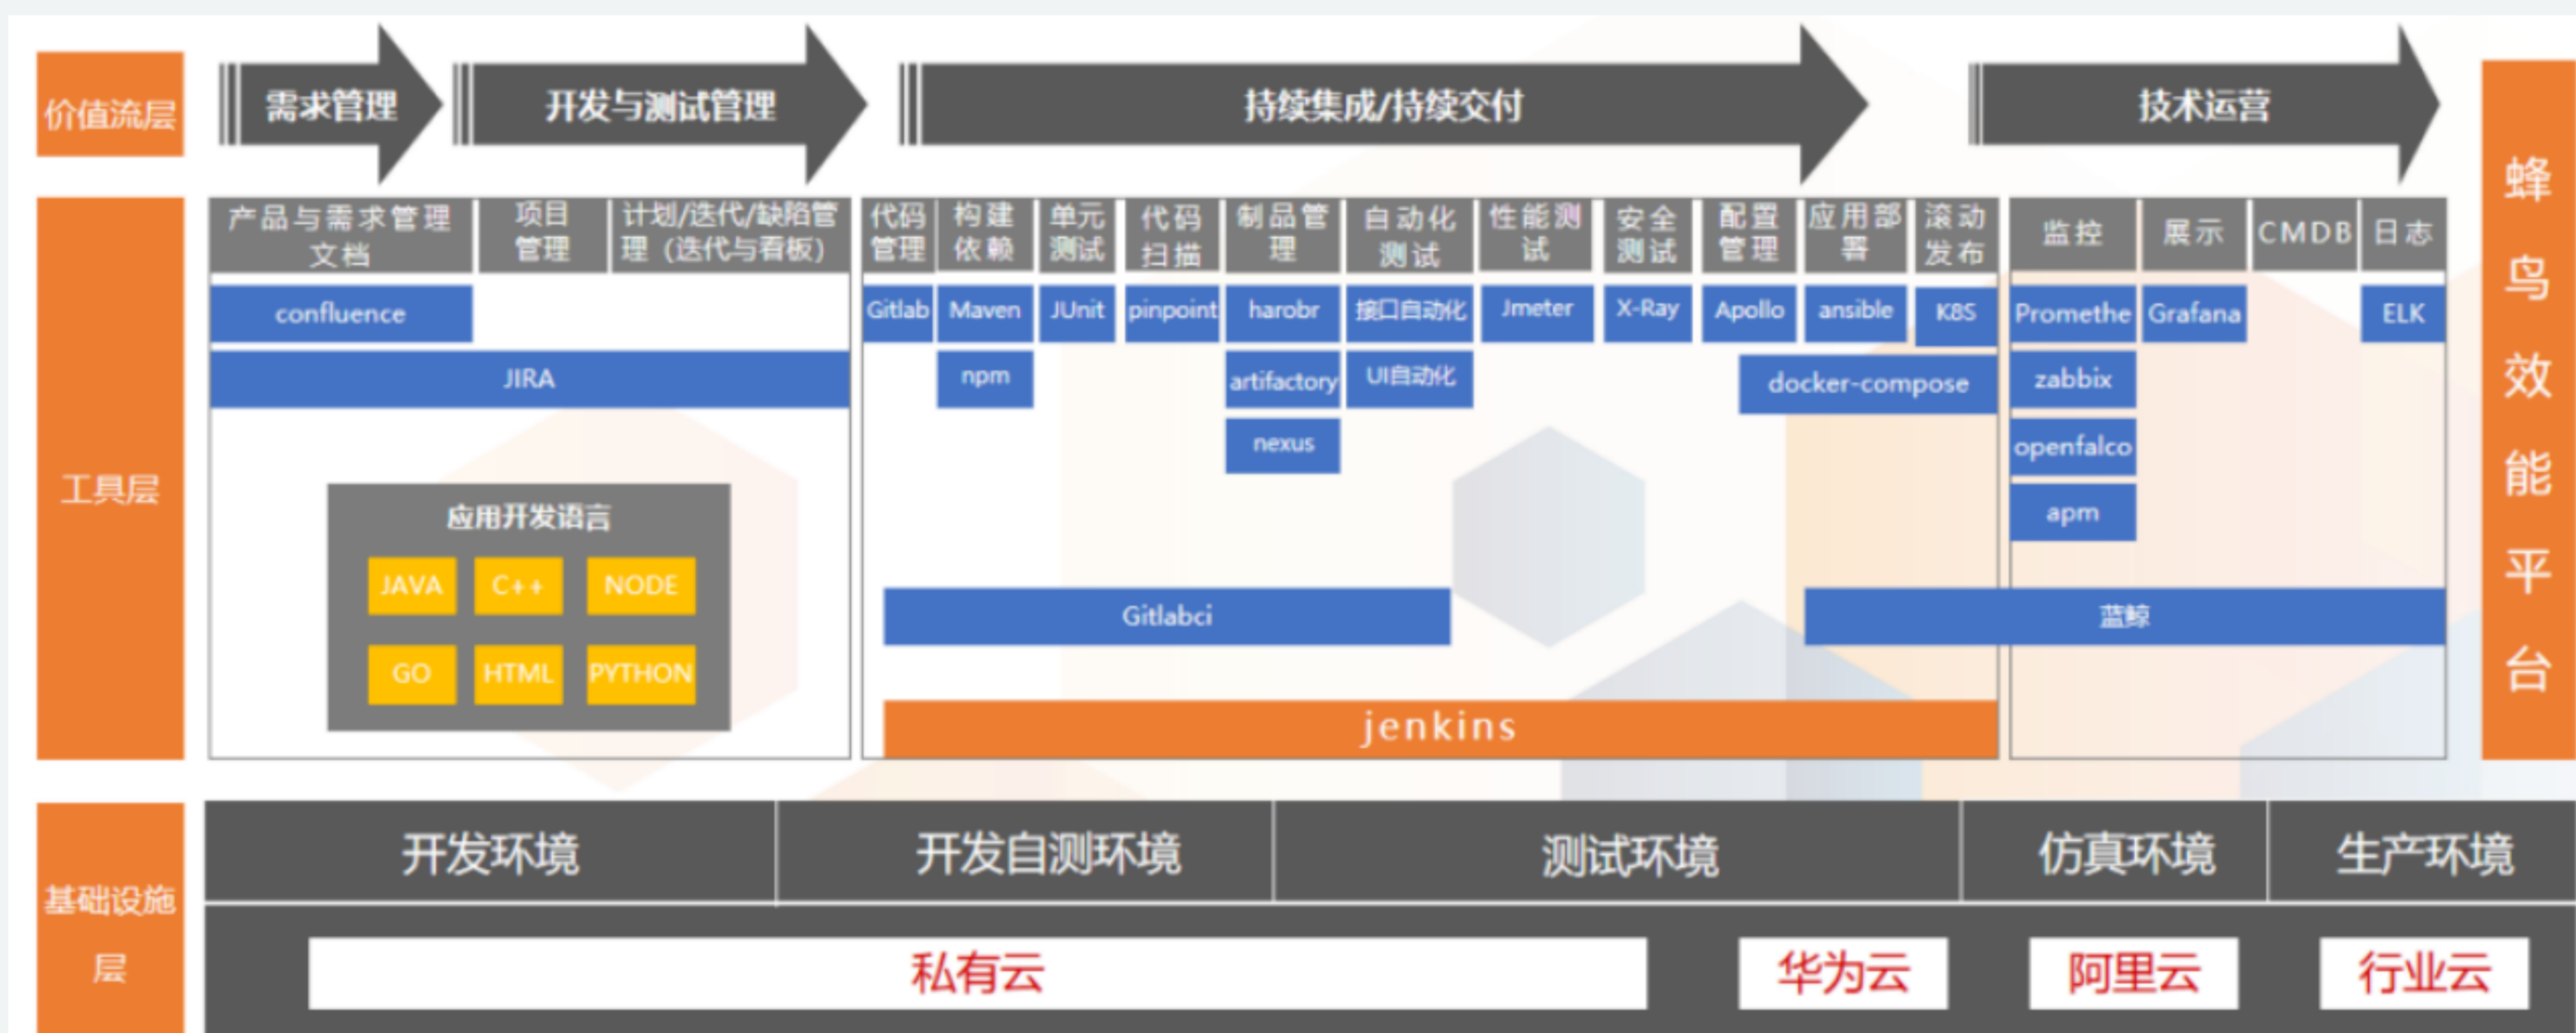 价值流层
需求管理
开发与测试管理
持续集成/持续交付
技术运营
蜂
鸟
效
能
平
台
工具层
产品与需求管理
文档
项目
管理
计划/迭代/缺陷管
理（迭代与看板）
代码
管理
构建
依赖
单元
测试
代码
扫描
制品管
理
自动化
测试
性能测
试
安全
测试
配置
管理
应用部
署
滚动
发布
监控
展示
CMDB
日志
confluence
Gitlab
Maven
JUnit
pinpoint
harobr
接口自动化
Jmeter
X-Ray
Apollo
ansible
K8S
Promethe
Grafana
ELK
JIRA
npm
artifactory
UI自动化
docker-compose
zabbix
nexus
openfalco
apm
应用开发语言
JAVA
C++
NODE
GO
HTML
PYTHON
Gitlabci
蓝鲸
jenkins
基础设施
层
开发环境
开发自测环境
测试环境
仿真环境
生产环境
私有云
华为云
阿里云
行业云